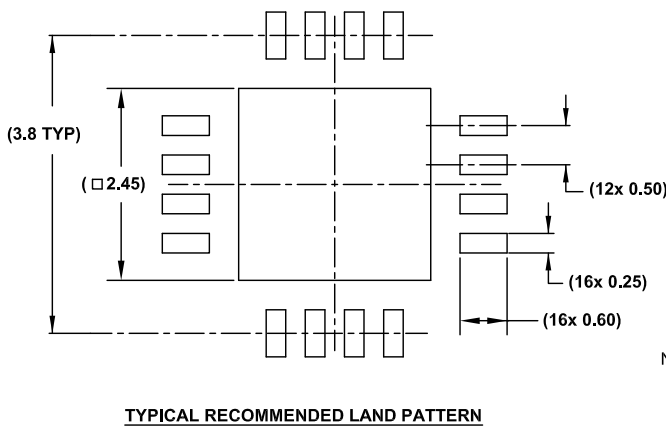 (3.8 TYP)
(□2.45)
(12x 0.50)
(16x 0.25)
(16x 0.60)
N
TYPICAL RECOMMENDED LAND PATTERN